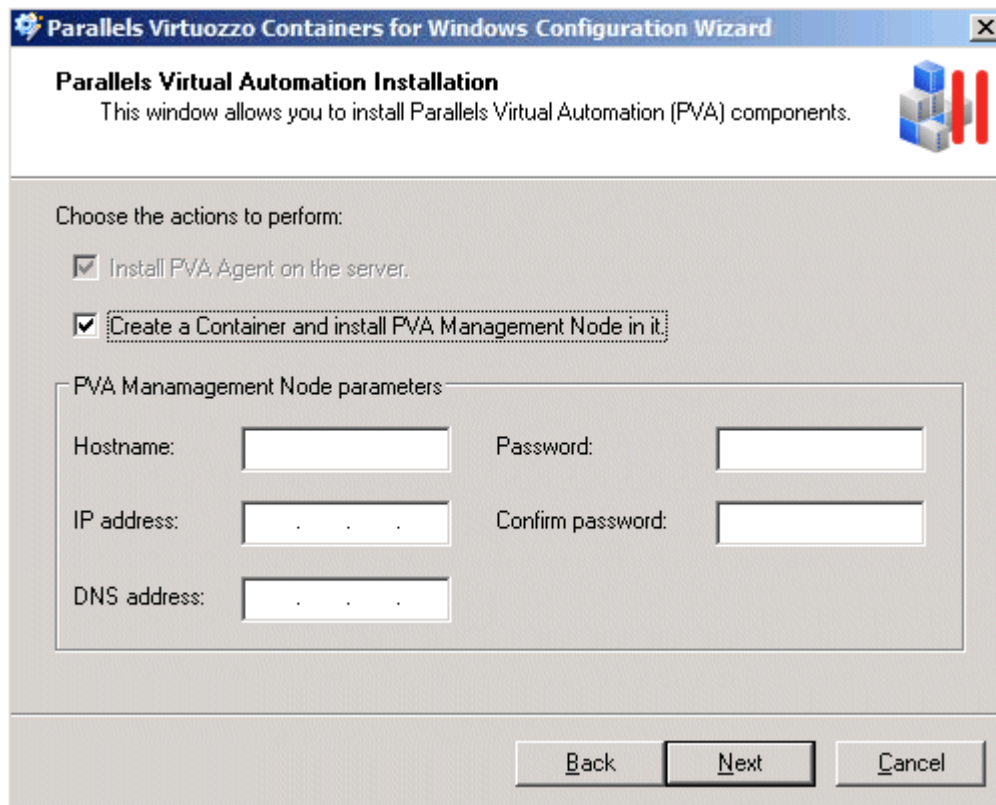 Parallels Virtuozzo Containers for Windows Configuration Wizard
Parallels Virtual Automation Installation
This window allows you to install Parallels Virtual Automation (PVA) components.
Choose the actions to perform:
Install PVA Agent on the server.
Create a Container and install PVA Management Node in it.
PVA Manamagement Node parameters
Hostname:
Password:
IP address:
. . .
Confirm password:
DNS address:
. . .
Back
Next
Cancel